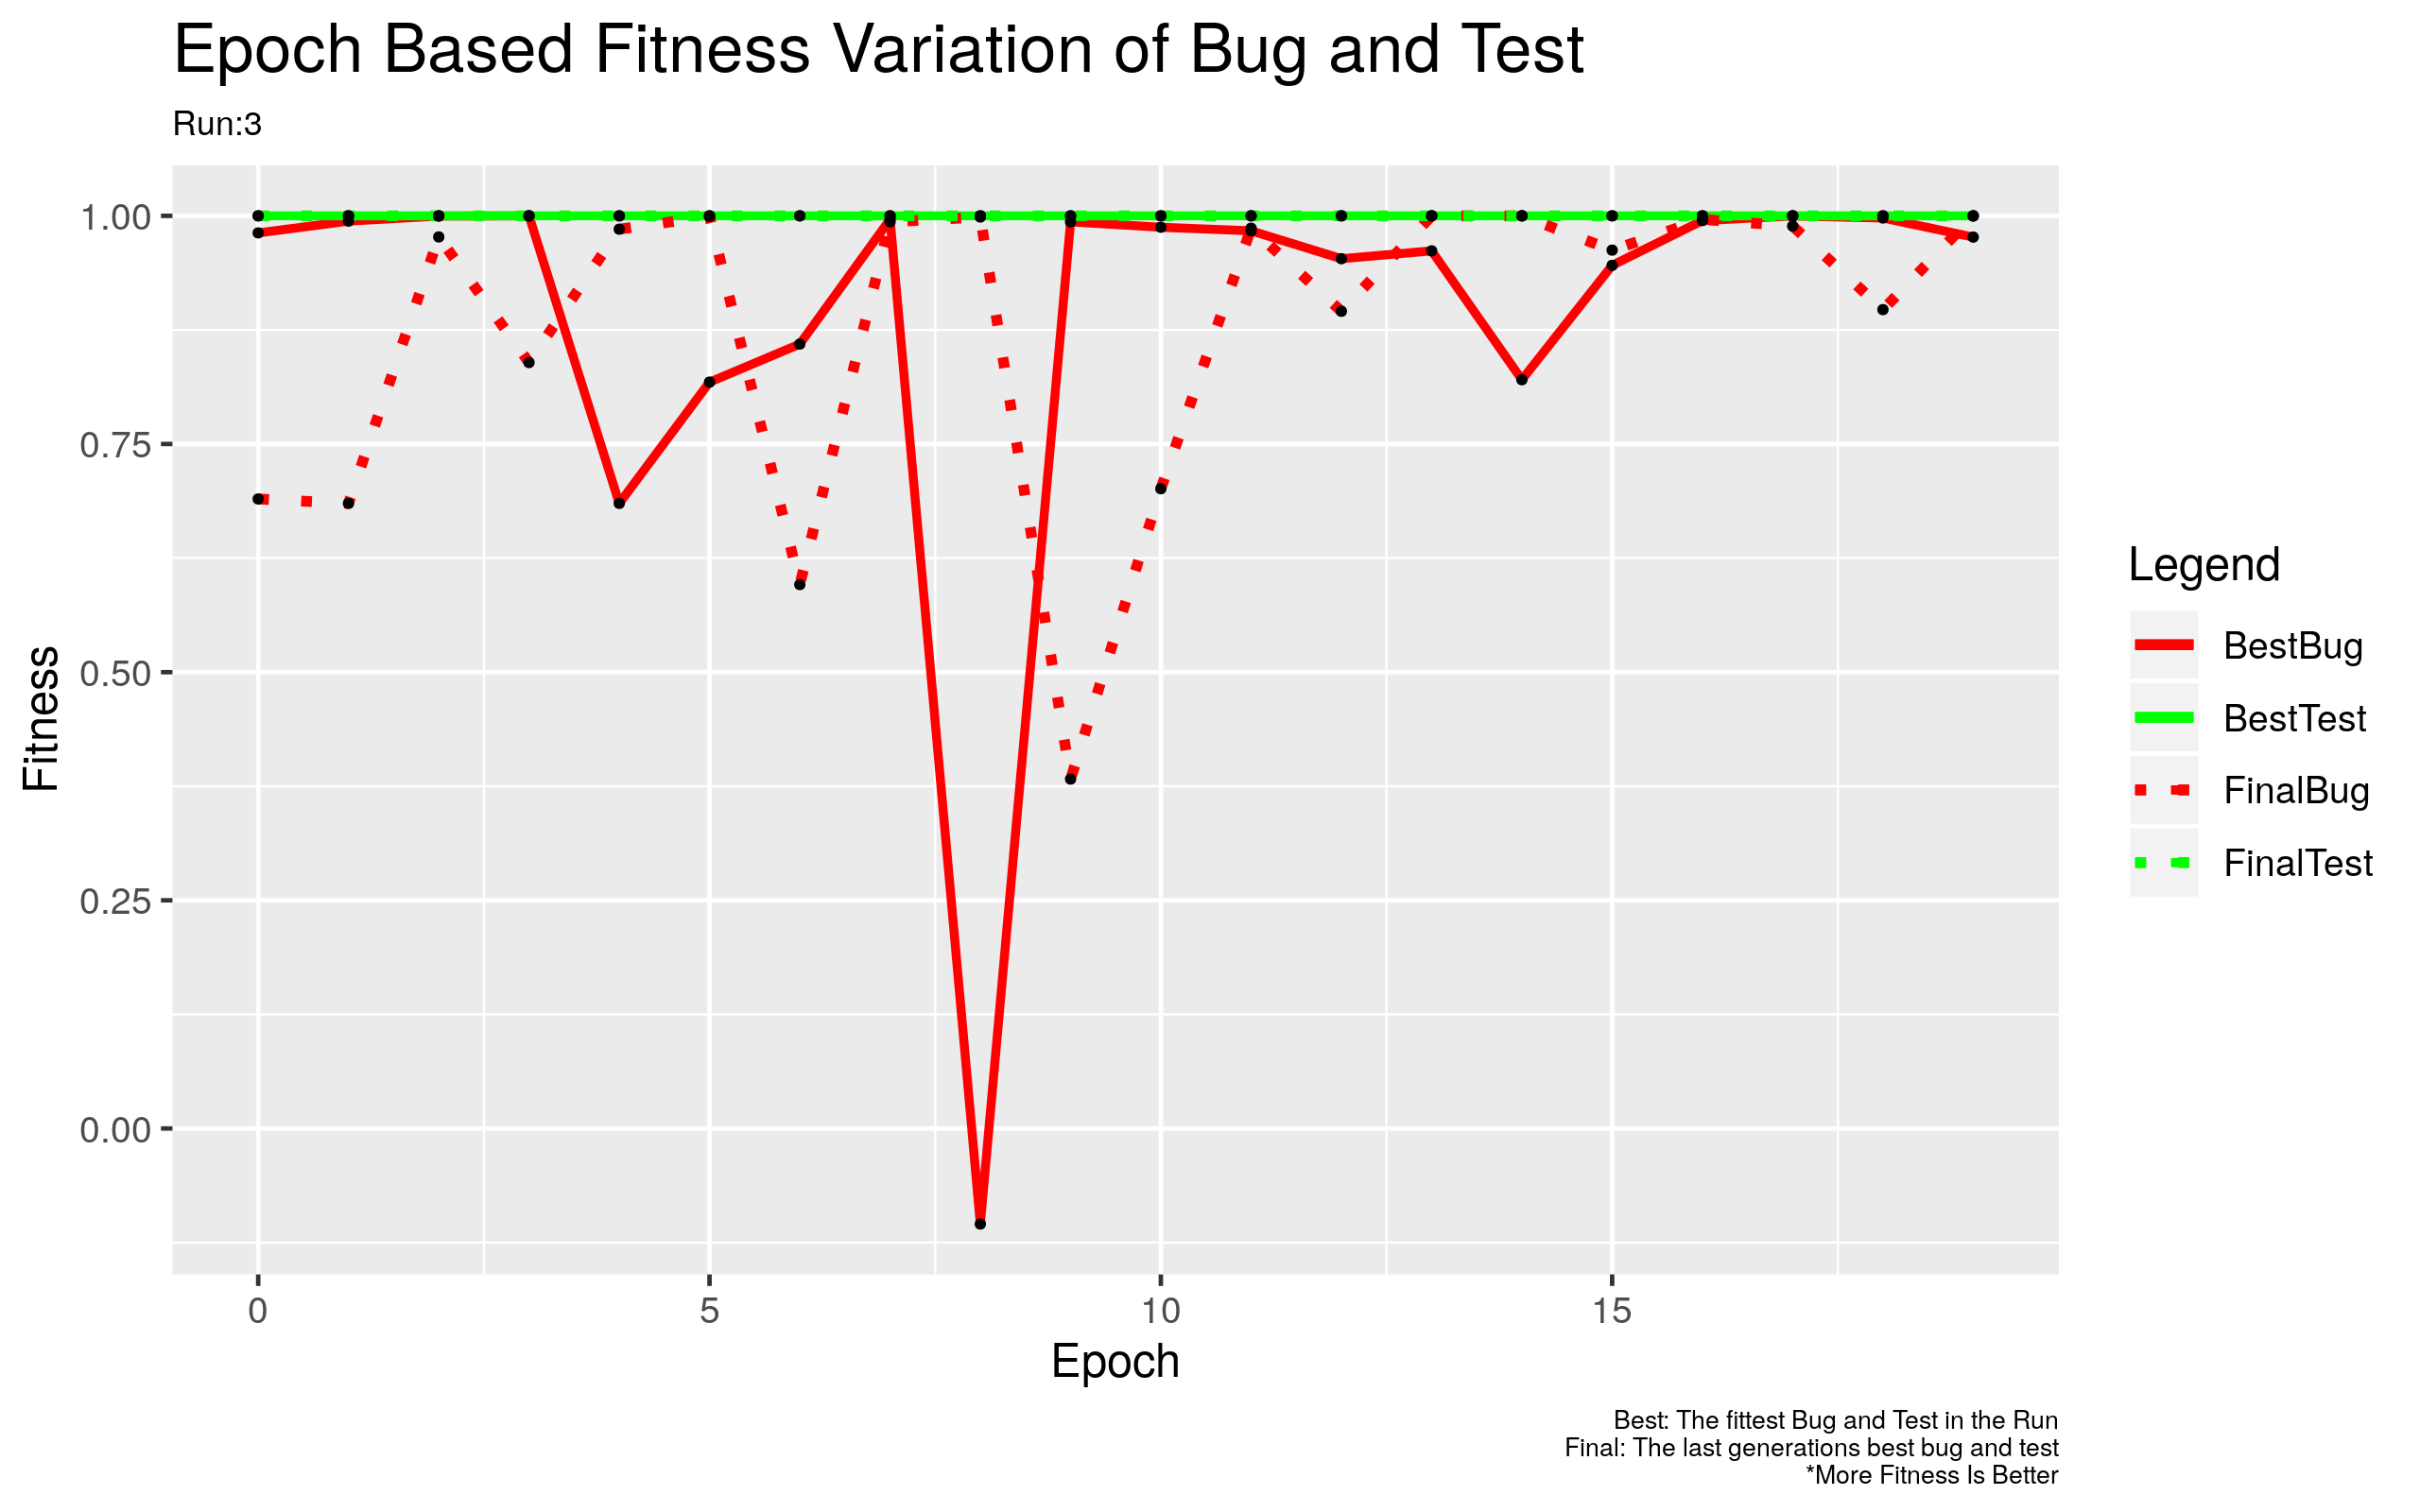 Epoch Based Fitness Variation of Bug and Test
Run:3
1.00
0.75
0.50
0.25
0.00
Fitness
0
5
10
15
Epoch
Legend
BestBug
BestTest
FinalBug
FinalTest
Best: The fittest Bug and Test in the Run
Final: The last generations best bug and test
*More Fitness Is Better